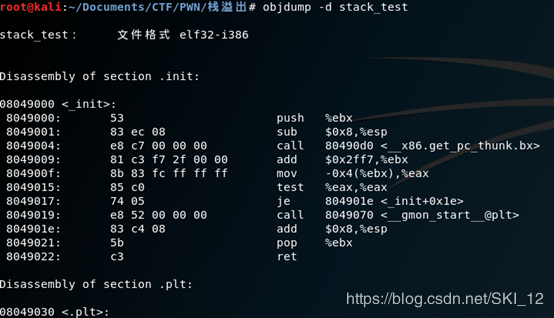 root@kali:~/Documents/CTF/PWN/栈溢出# objdump -d stack_test
stack_test：     文件格式 elf32-i386
Disassembly of section .init:
08049000 <_init>:
 8049000:	53	push   %ebx
 8049001:	83 ec 08	sub    $0x8,%esp
 8049004:	e8 c7 00 00 00	call   80490d0 <__x86.get_pc_thunk.bx>
 8049009:	81 c3 f7 2f 00 00	add    $0x2ff7,%ebx
 804900f:	8b 83 fc ff ff ff	mov    -0x4(%ebx),%eax
 8049015:	85 c0	test   %eax,%eax
 8049017:	74 05	je     804901e <_init+0x1e>
 8049019:	e8 52 00 00 00	call   8049070 <__gmon_start__@plt>
 804901e:	83 c4 08	add    $0x8,%esp
 8049021:	5b	pop    %ebx
 8049022:	c3	ret
Disassembly of section .plt:
08049030 <.plt>:
https://blog.csdn.net/SKI_12